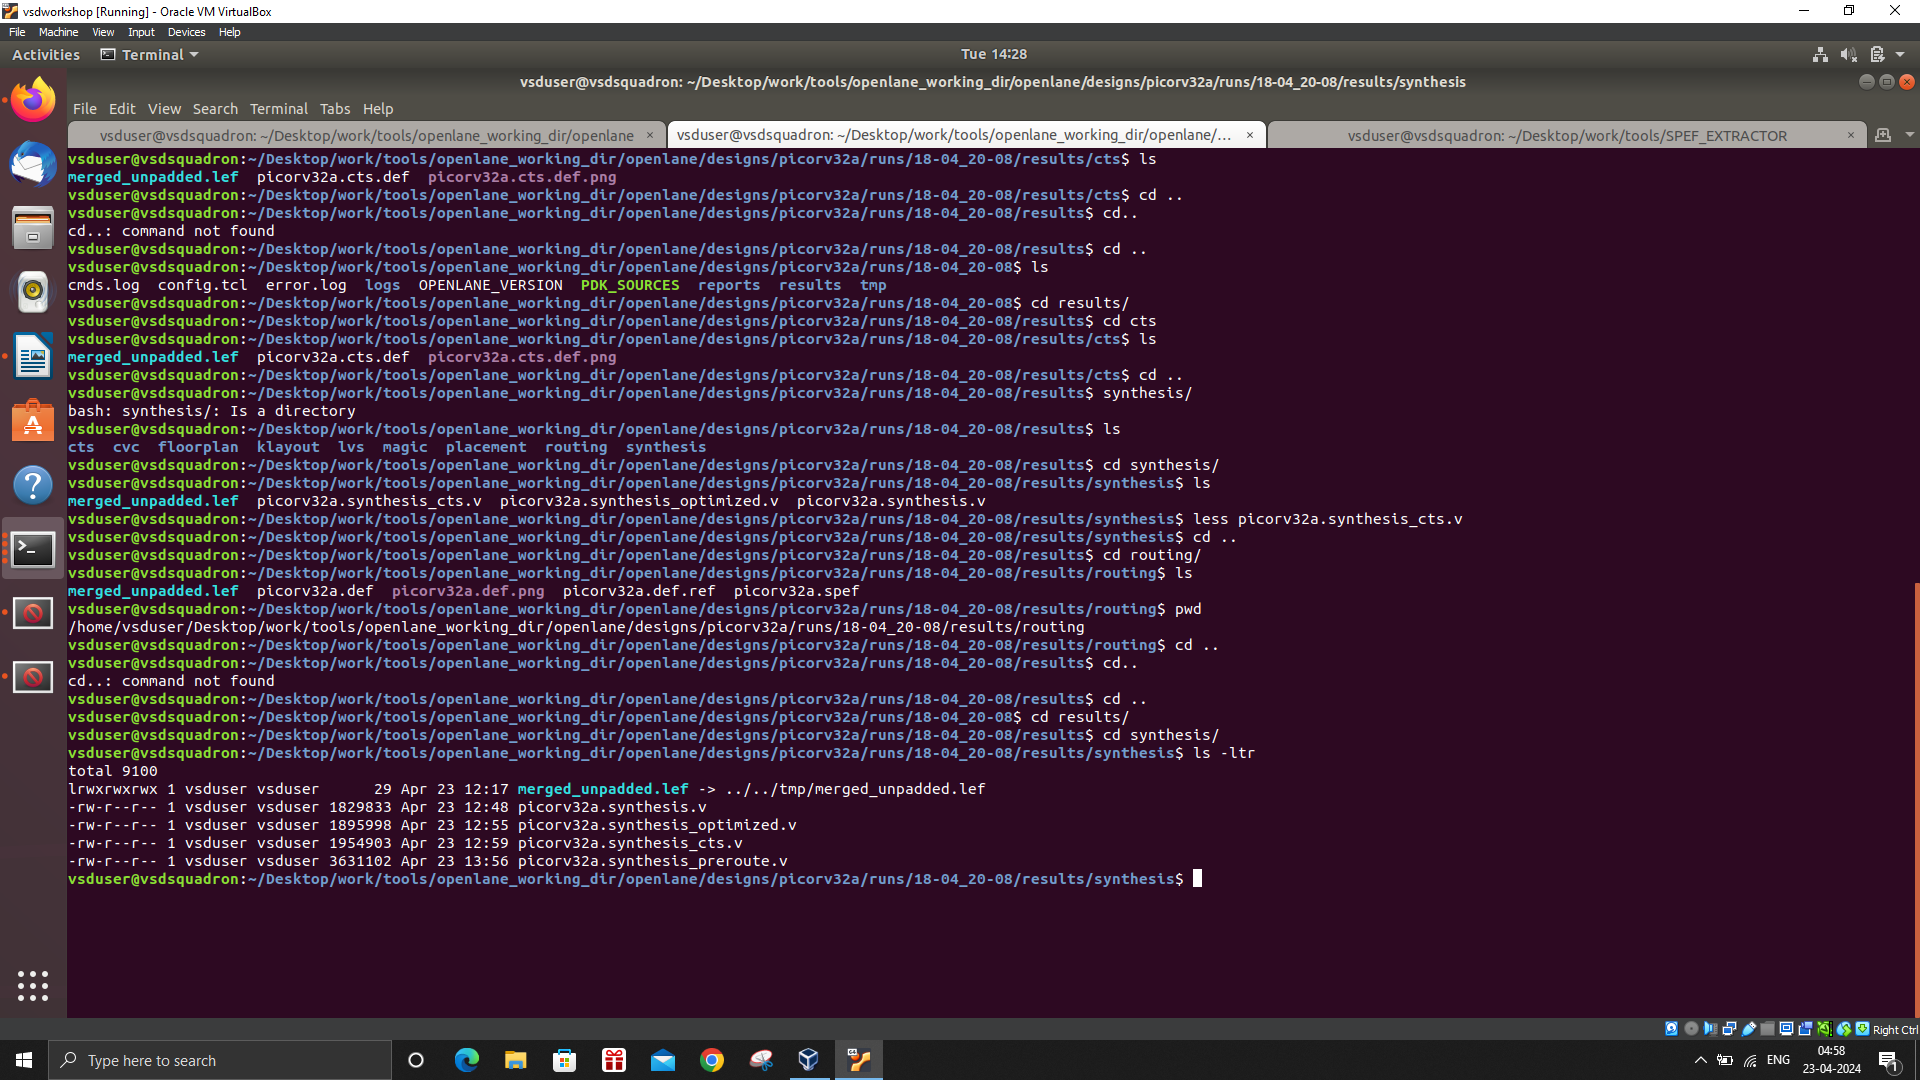 vsdworkshop [Running] - Oracle VM VirtualBox
File Machine View Input Devices Help
Activities Terminal Tue 14:28
vsduser@vsdsquadron: ~/Desktop/work/tools/openlane_working_dir/openlane/designs/picorv32a/runs/18-04_20-08/results/synthesis
File Edit View Search Terminal Tabs Help
vsduser@vsdsquadron: ~/Desktop/work/tools/openlane_working_dir/openlane × vsduser@vsdsquadron: ~/Desktop/work/tools/openlane_working_dir/openlane/... × vsduser@vsdsquadron: ~/Desktop/work/tools/SPEF_EXTRACTOR ×
vsduser@vsdsquadron:~/Desktop/work/tools/openlane_working_dir/openlane/designs/picorv32a/runs/18-04_20-08/results/cts$ ls
merged_unpadded.lef picorv32a.cts.def picorv32a.cts.def.png
vsduser@vsdsquadron:~/Desktop/work/tools/openlane_working_dir/openlane/designs/picorv32a/runs/18-04_20-08/results/cts$ cd ..
vsduser@vsdsquadron:~/Desktop/work/tools/openlane_working_dir/openlane/designs/picorv32a/runs/18-04_20-08/results$ cd..
cd..: command not found
vsduser@vsdsquadron:~/Desktop/work/tools/openlane_working_dir/openlane/designs/picorv32a/runs/18-04_20-08/results$ cd ..
vsduser@vsdsquadron:~/Desktop/work/tools/openlane_working_dir/openlane/designs/picorv32a/runs/18-04_20-08$ ls
cmds.log config.tcl error.log logs OPENLANE_VERSION PDK_SOURCES reports results tmp
vsduser@vsdsquadron:~/Desktop/work/tools/openlane_working_dir/openlane/designs/picorv32a/runs/18-04_20-08$ cd results/
vsduser@vsdsquadron:~/Desktop/work/tools/openlane_working_dir/openlane/designs/picorv32a/runs/18-04_20-08/results$ cd cts
vsduser@vsdsquadron:~/Desktop/work/tools/openlane_working_dir/openlane/designs/picorv32a/runs/18-04_20-08/results/cts$ ls
merged_unpadded.lef picorv32a.cts.def picorv32a.cts.def.png
vsduser@vsdsquadron:~/Desktop/work/tools/openlane_working_dir/openlane/designs/picorv32a/runs/18-04_20-08/results/cts$ cd ..
vsduser@vsdsquadron:~/Desktop/work/tools/openlane_working_dir/openlane/designs/picorv32a/runs/18-04_20-08/results$ synthesis/
bash: synthesis/: Is a directory
vsduser@vsdsquadron:~/Desktop/work/tools/openlane_working_dir/openlane/designs/picorv32a/runs/18-04_20-08/results$ ls
cts cvc floorplan klayout lvs magic placement routing synthesis
vsduser@vsdsquadron:~/Desktop/work/tools/openlane_working_dir/openlane/designs/picorv32a/runs/18-04_20-08/results$ cd synthesis/
vsduser@vsdsquadron:~/Desktop/work/tools/openlane_working_dir/openlane/designs/picorv32a/runs/18-04_20-08/results/synthesis$ ls
merged_unpadded.lef picorv32a.synthesis_cts.v picorv32a.synthesis_optimized.v picorv32a.synthesis.v
vsduser@vsdsquadron:~/Desktop/work/tools/openlane_working_dir/openlane/designs/picorv32a/runs/18-04_20-08/results/synthesis$ less picorv32a.synthesis_cts.v
vsduser@vsdsquadron:~/Desktop/work/tools/openlane_working_dir/openlane/designs/picorv32a/runs/18-04_20-08/results/synthesis$ cd ..
vsduser@vsdsquadron:~/Desktop/work/tools/openlane_working_dir/openlane/designs/picorv32a/runs/18-04_20-08/results$ cd routing/
vsduser@vsdsquadron:~/Desktop/work/tools/openlane_working_dir/openlane/designs/picorv32a/runs/18-04_20-08/results/routing$ ls
merged_unpadded.lef picorv32a.def picorv32a.def.png picorv32a.def.ref picorv32a.spef
vsduser@vsdsquadron:~/Desktop/work/tools/openlane_working_dir/openlane/designs/picorv32a/runs/18-04_20-08/results/routing$ pwd
/home/vsduser/Desktop/work/tools/openlane_working_dir/openlane/designs/picorv32a/runs/18-04_20-08/results/routing
vsduser@vsdsquadron:~/Desktop/work/tools/openlane_working_dir/openlane/designs/picorv32a/runs/18-04_20-08/results/routing$ cd ..
vsduser@vsdsquadron:~/Desktop/work/tools/openlane_working_dir/openlane/designs/picorv32a/runs/18-04_20-08/results$ cd..
cd..: command not found
vsduser@vsdsquadron:~/Desktop/work/tools/openlane_working_dir/openlane/designs/picorv32a/runs/18-04_20-08/results$ cd ..
vsduser@vsdsquadron:~/Desktop/work/tools/openlane_working_dir/openlane/designs/picorv32a/runs/18-04_20-08$ cd results/
vsduser@vsdsquadron:~/Desktop/work/tools/openlane_working_dir/openlane/designs/picorv32a/runs/18-04_20-08/results$ cd synthesis/
vsduser@vsdsquadron:~/Desktop/work/tools/openlane_working_dir/openlane/designs/picorv32a/runs/18-04_20-08/results/synthesis$ ls -ltr
total 9100
lrwxrwxrwx 1 vsduser vsduser 29 Apr 23 12:17 merged_unpadded.lef -> ../../tmp/merged_unpadded.lef
-rw-r--r-- 1 vsduser vsduser 1829833 Apr 23 12:48 picorv32a.synthesis.v
-rw-r--r-- 1 vsduser vsduser 1895998 Apr 23 12:55 picorv32a.synthesis_optimized.v
-rw-r--r-- 1 vsduser vsduser 1954903 Apr 23 12:59 picorv32a.synthesis_cts.v
-rw-r--r-- 1 vsduser vsduser 3631102 Apr 23 13:56 picorv32a.synthesis_preroute.v
vsduser@vsdsquadron:~/Desktop/work/tools/openlane_working_dir/openlane/designs/picorv32a/runs/18-04_20-08/results/synthesis$
Right Ctrl
Type here to search
ENG
04:58
23-04-2024
1